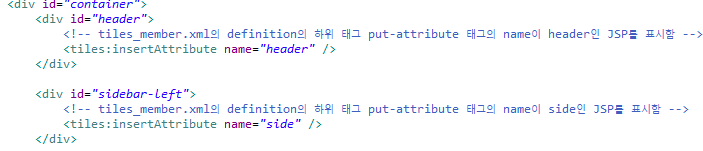 <div id="container">
<div id="header">
<!-- tiles_member.xml의 definition의 하위 태그 put-attribute 태그의 name이 header인 JSP를 표시함 -->
<tiles:insertAttribute name="header" />
</div>
<div id="sidebar-left">
<!-- tiles_member.xml의 definition의 하위 태그 put-attribute 태그의 name이 side인 JSP를 표시함 -->
<tiles:insertAttribute name="side" />
</div>